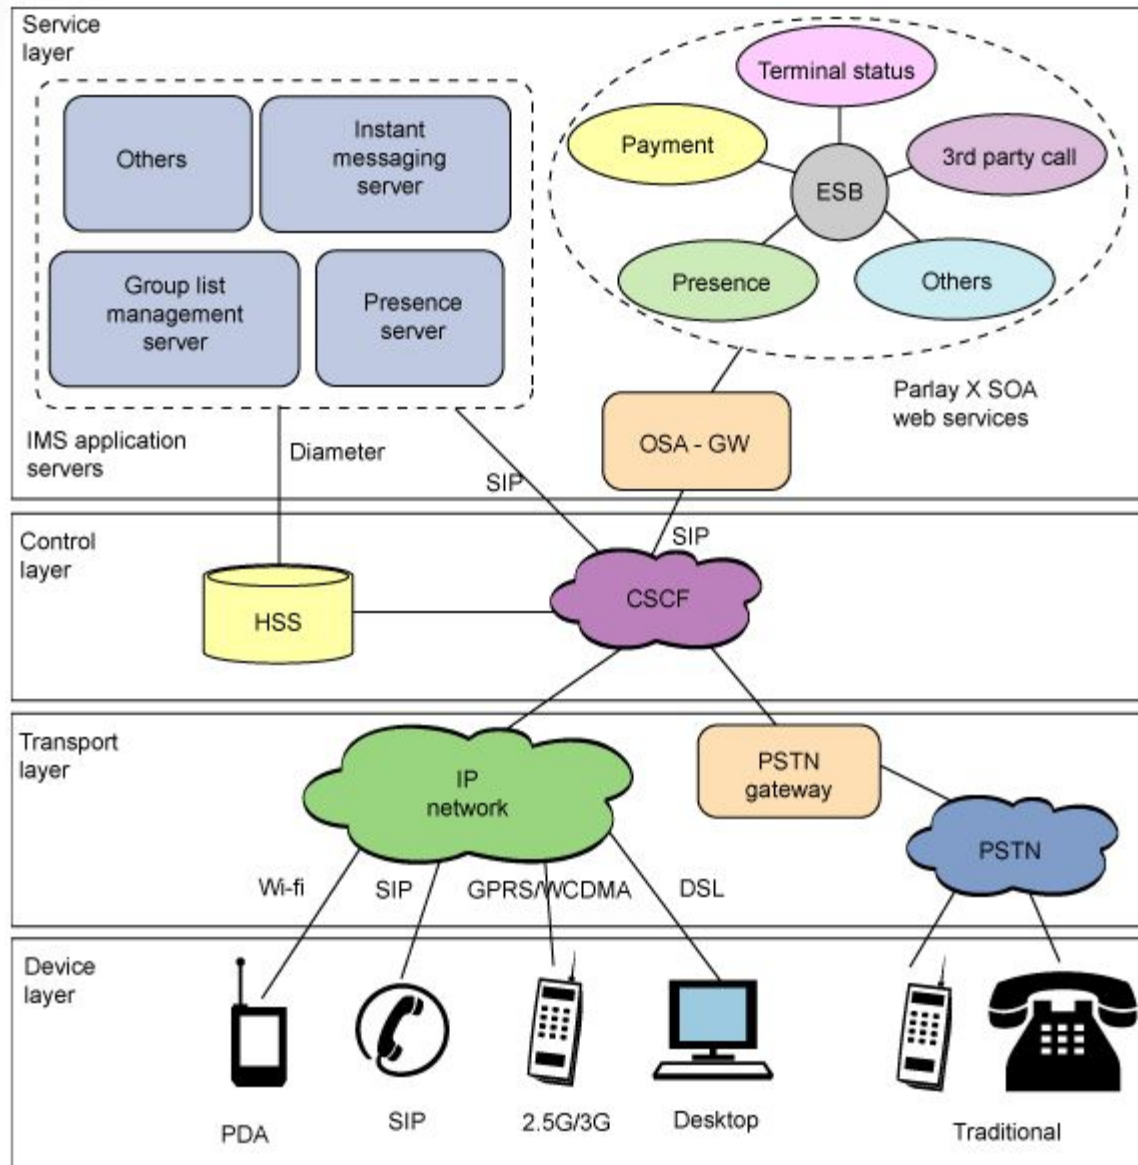 Service
layer
Others
Instant
messaging
server
Group list
management
server
Presence
server
IMS application
servers
Terminal status
Payment
3rd party call
ESB
Presence
Others
Parlay X SOA
web services
OSA - GW
Diameter
SIP
SIP
Control
layer
HSS
CSCF
Transport
layer
IP
network
PSTN
gateway
PSTN
Wi-fi
SIP
GPRS/WCDMA
DSL
Device
layer
PDA
SIP
2.5G/3G
Desktop
Traditional